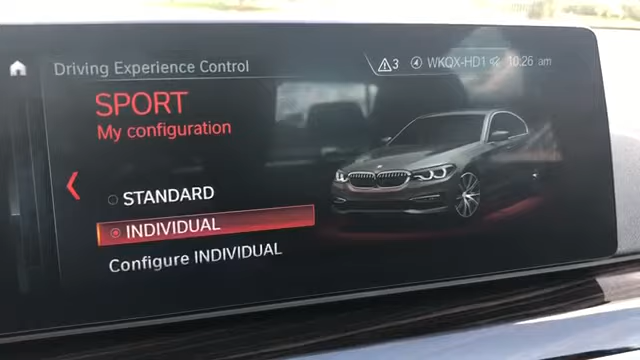 Driving Experience Control
3 WKQX-HD1 10:26 am
SPORT
My configuration
STANDARD
INDIVIDUAL
Configure INDIVIDUAL